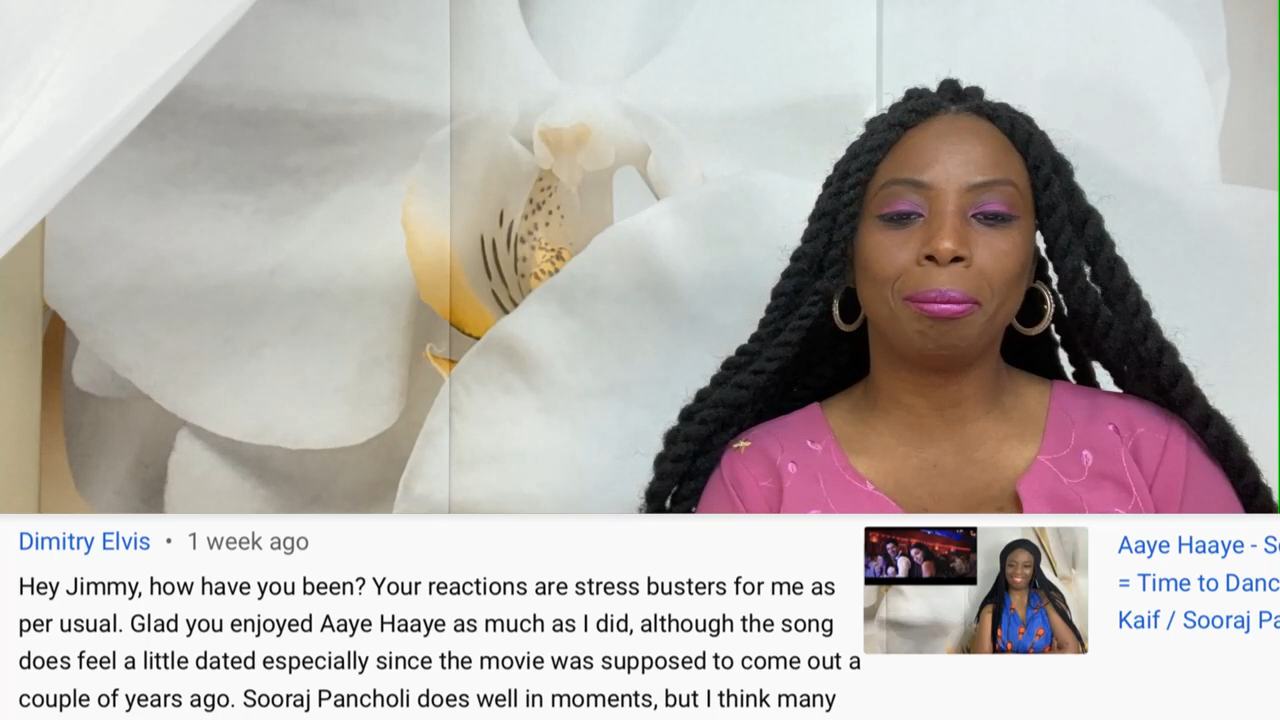 Dimitry Elvis • 1 week ago
Hey Jimmy, how have you been? Your reactions are stress busters for me as
per usual. Glad you enjoyed Aaye Haaye as much as I did, although the song
does feel a little dated especially since the movie was supposed to come out a
couple of years ago. Sooraj Pancholi does well in moments, but I think many
Aaye Haaye -
= Time to Danc
Kaif / Sooraj Pa